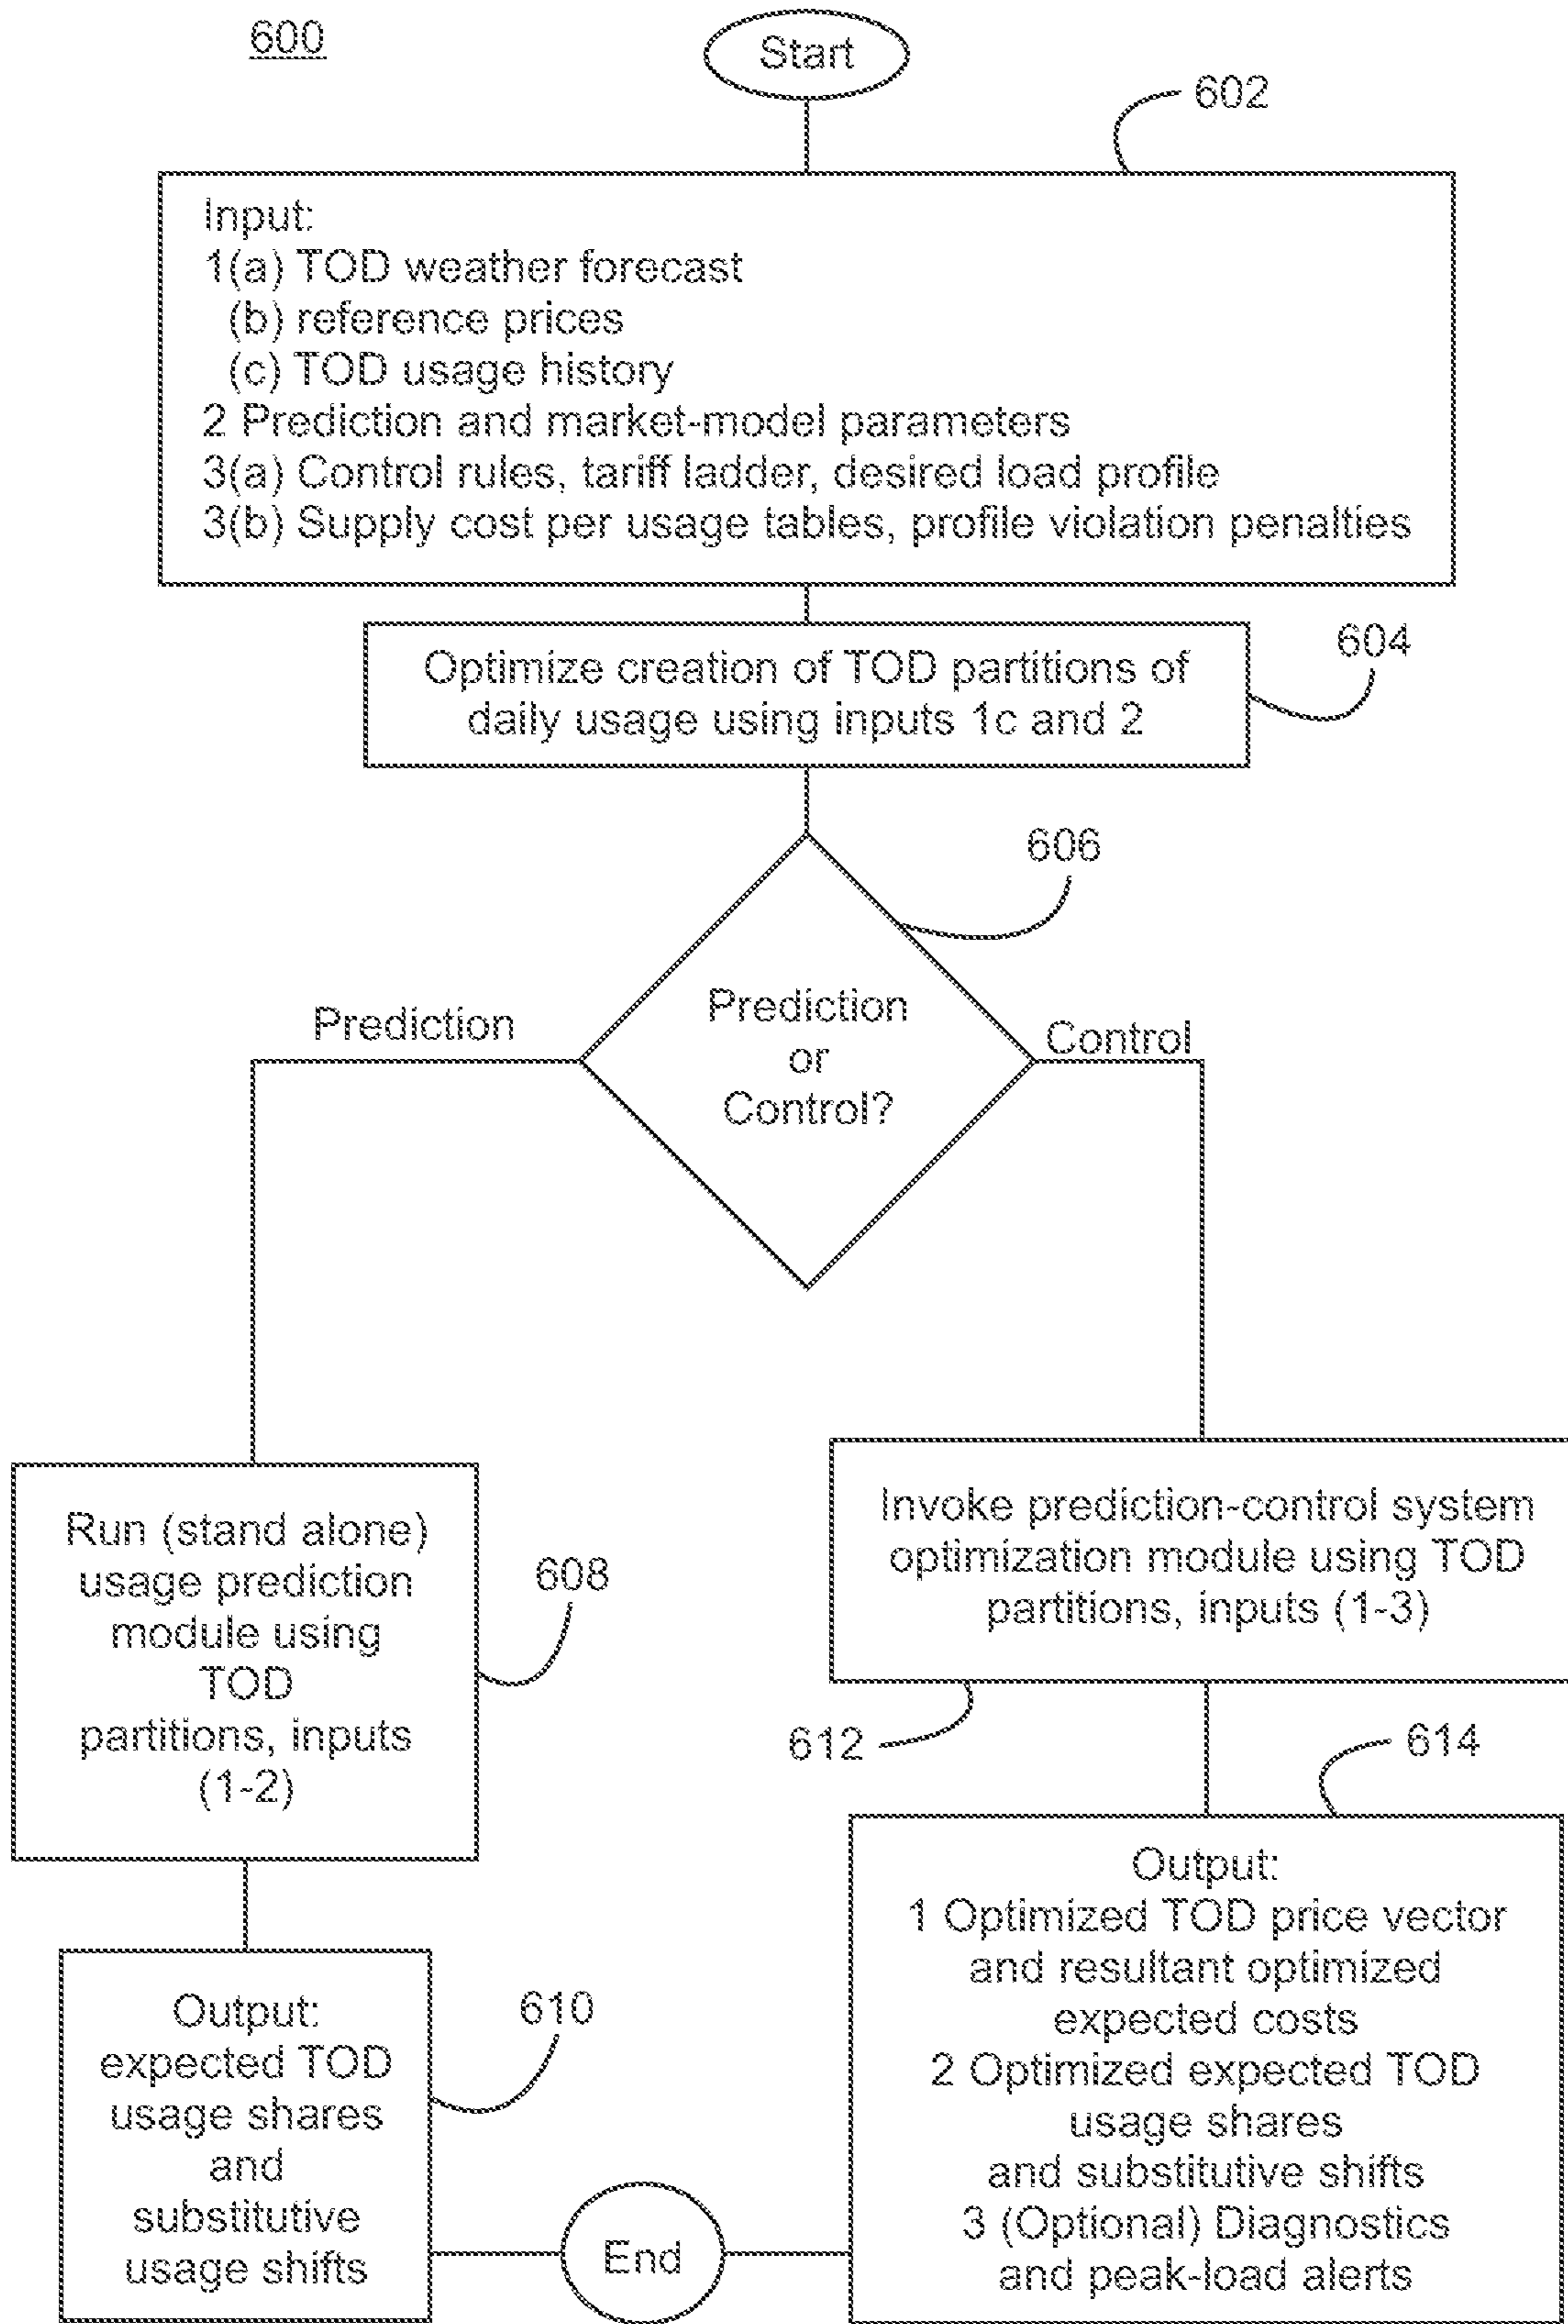 600
Start
602
Input:
1(a) TOD weather forecast
(b) reference prices
(c) TOD usage history
2 Prediction and market-model parameters
3(a) Control rules, tariff ladder, desired load profile
3(b) Supply cost per usage tables, profile violation penalties
604
Optimize creation of TOD partitions of
daily usage using inputs 1c and 2
606
Prediction
Prediction
or
Control?
Control
Run (stand alone)
usage prediction
module using
TOD
partitions, inputs
(1-2)
608
Invoke prediction-control system
optimization module using TOD
partitions, inputs (1-3)
612
614
Output:
expected TOD
usage shares
and
substitutive
usage shifts
610
End
Output:
1 Optimized TOD price vector
and resultant optimized
expected costs
2 Optimized expected TOD
usage shares
and substitutive shifts
3 (Optional) Diagnostics
and peak-load alerts